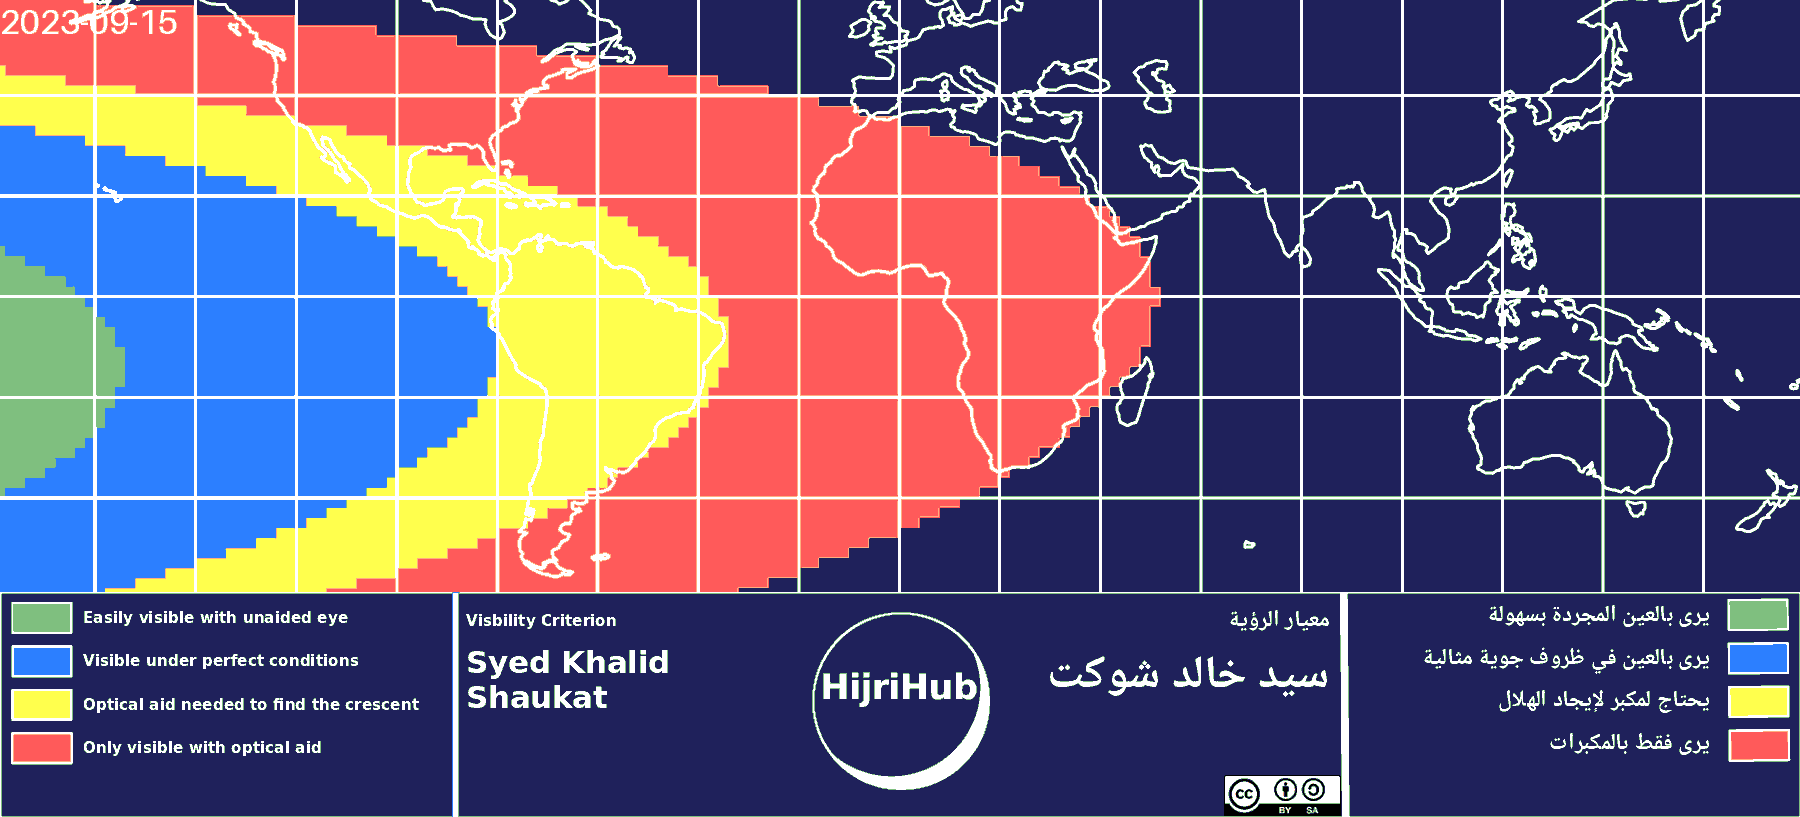 2023-09-15
Easily visible with unaided eye
Visible under perfect conditions
Optical aid needed to find the crescent
Only visible with optical aid
Visbility Criterion
Syed Khalid
Shaukat
HijriHub
معيار الرؤية
سيد خالد شوكت
cc
BY SA
يرى بالعين المجردة بسهولة
يرى بالعين في ظروف جوية مثالية
يحتاج لمكبر لإيجاد الهلال
يرى فقط بالمكبرات